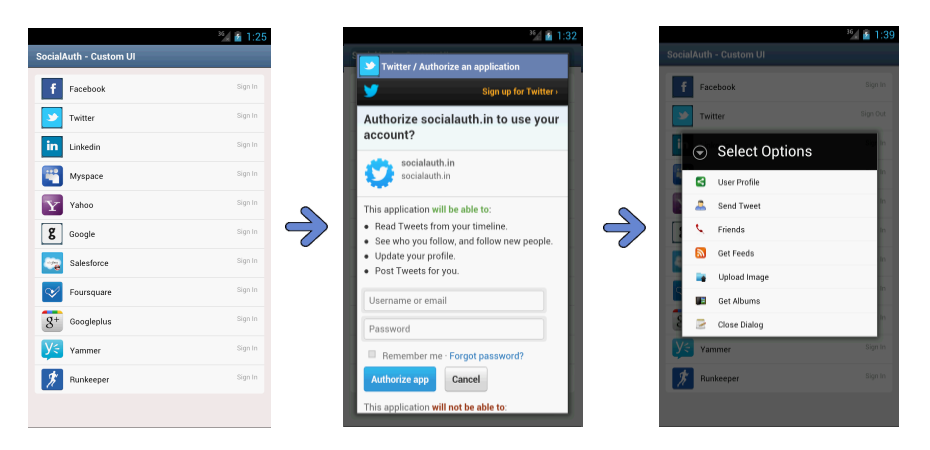 3G 1:25
SocialAuth - Custom UI
f Facebook Sign In
Twitter Sign In
in Linkedin Sign In
Myspace Sign In
Y Yahoo Sign In
g Google Sign In
Salesforce Sign In
Foursquare Sign In
g+ Googleplus Sign In
Yammer Sign In
Runkeeper Sign In
3G 1:32
Twitter / Authorize an application
Sign up for Twitter ›
Authorize socialauth.in to use your
account?
socialauth.in
socialauth.in
This application will be able to:
• Read Tweets from your timeline.
• See who you follow, and follow new people.
• Update your profile.
• Post Tweets for you.
Username or email
Password
Remember me · Forgot password?
Authorize app Cancel
This application will not be able to:
3G 1:39
SocialAuth - Custom UI
f Facebook Sign In
Twitter Sign Out
Select Options
User Profile
Send Tweet
Friends
Get Feeds
Upload Image
Get Albums
Close Dialog
Yammer Sign In
Runkeeper Sign In